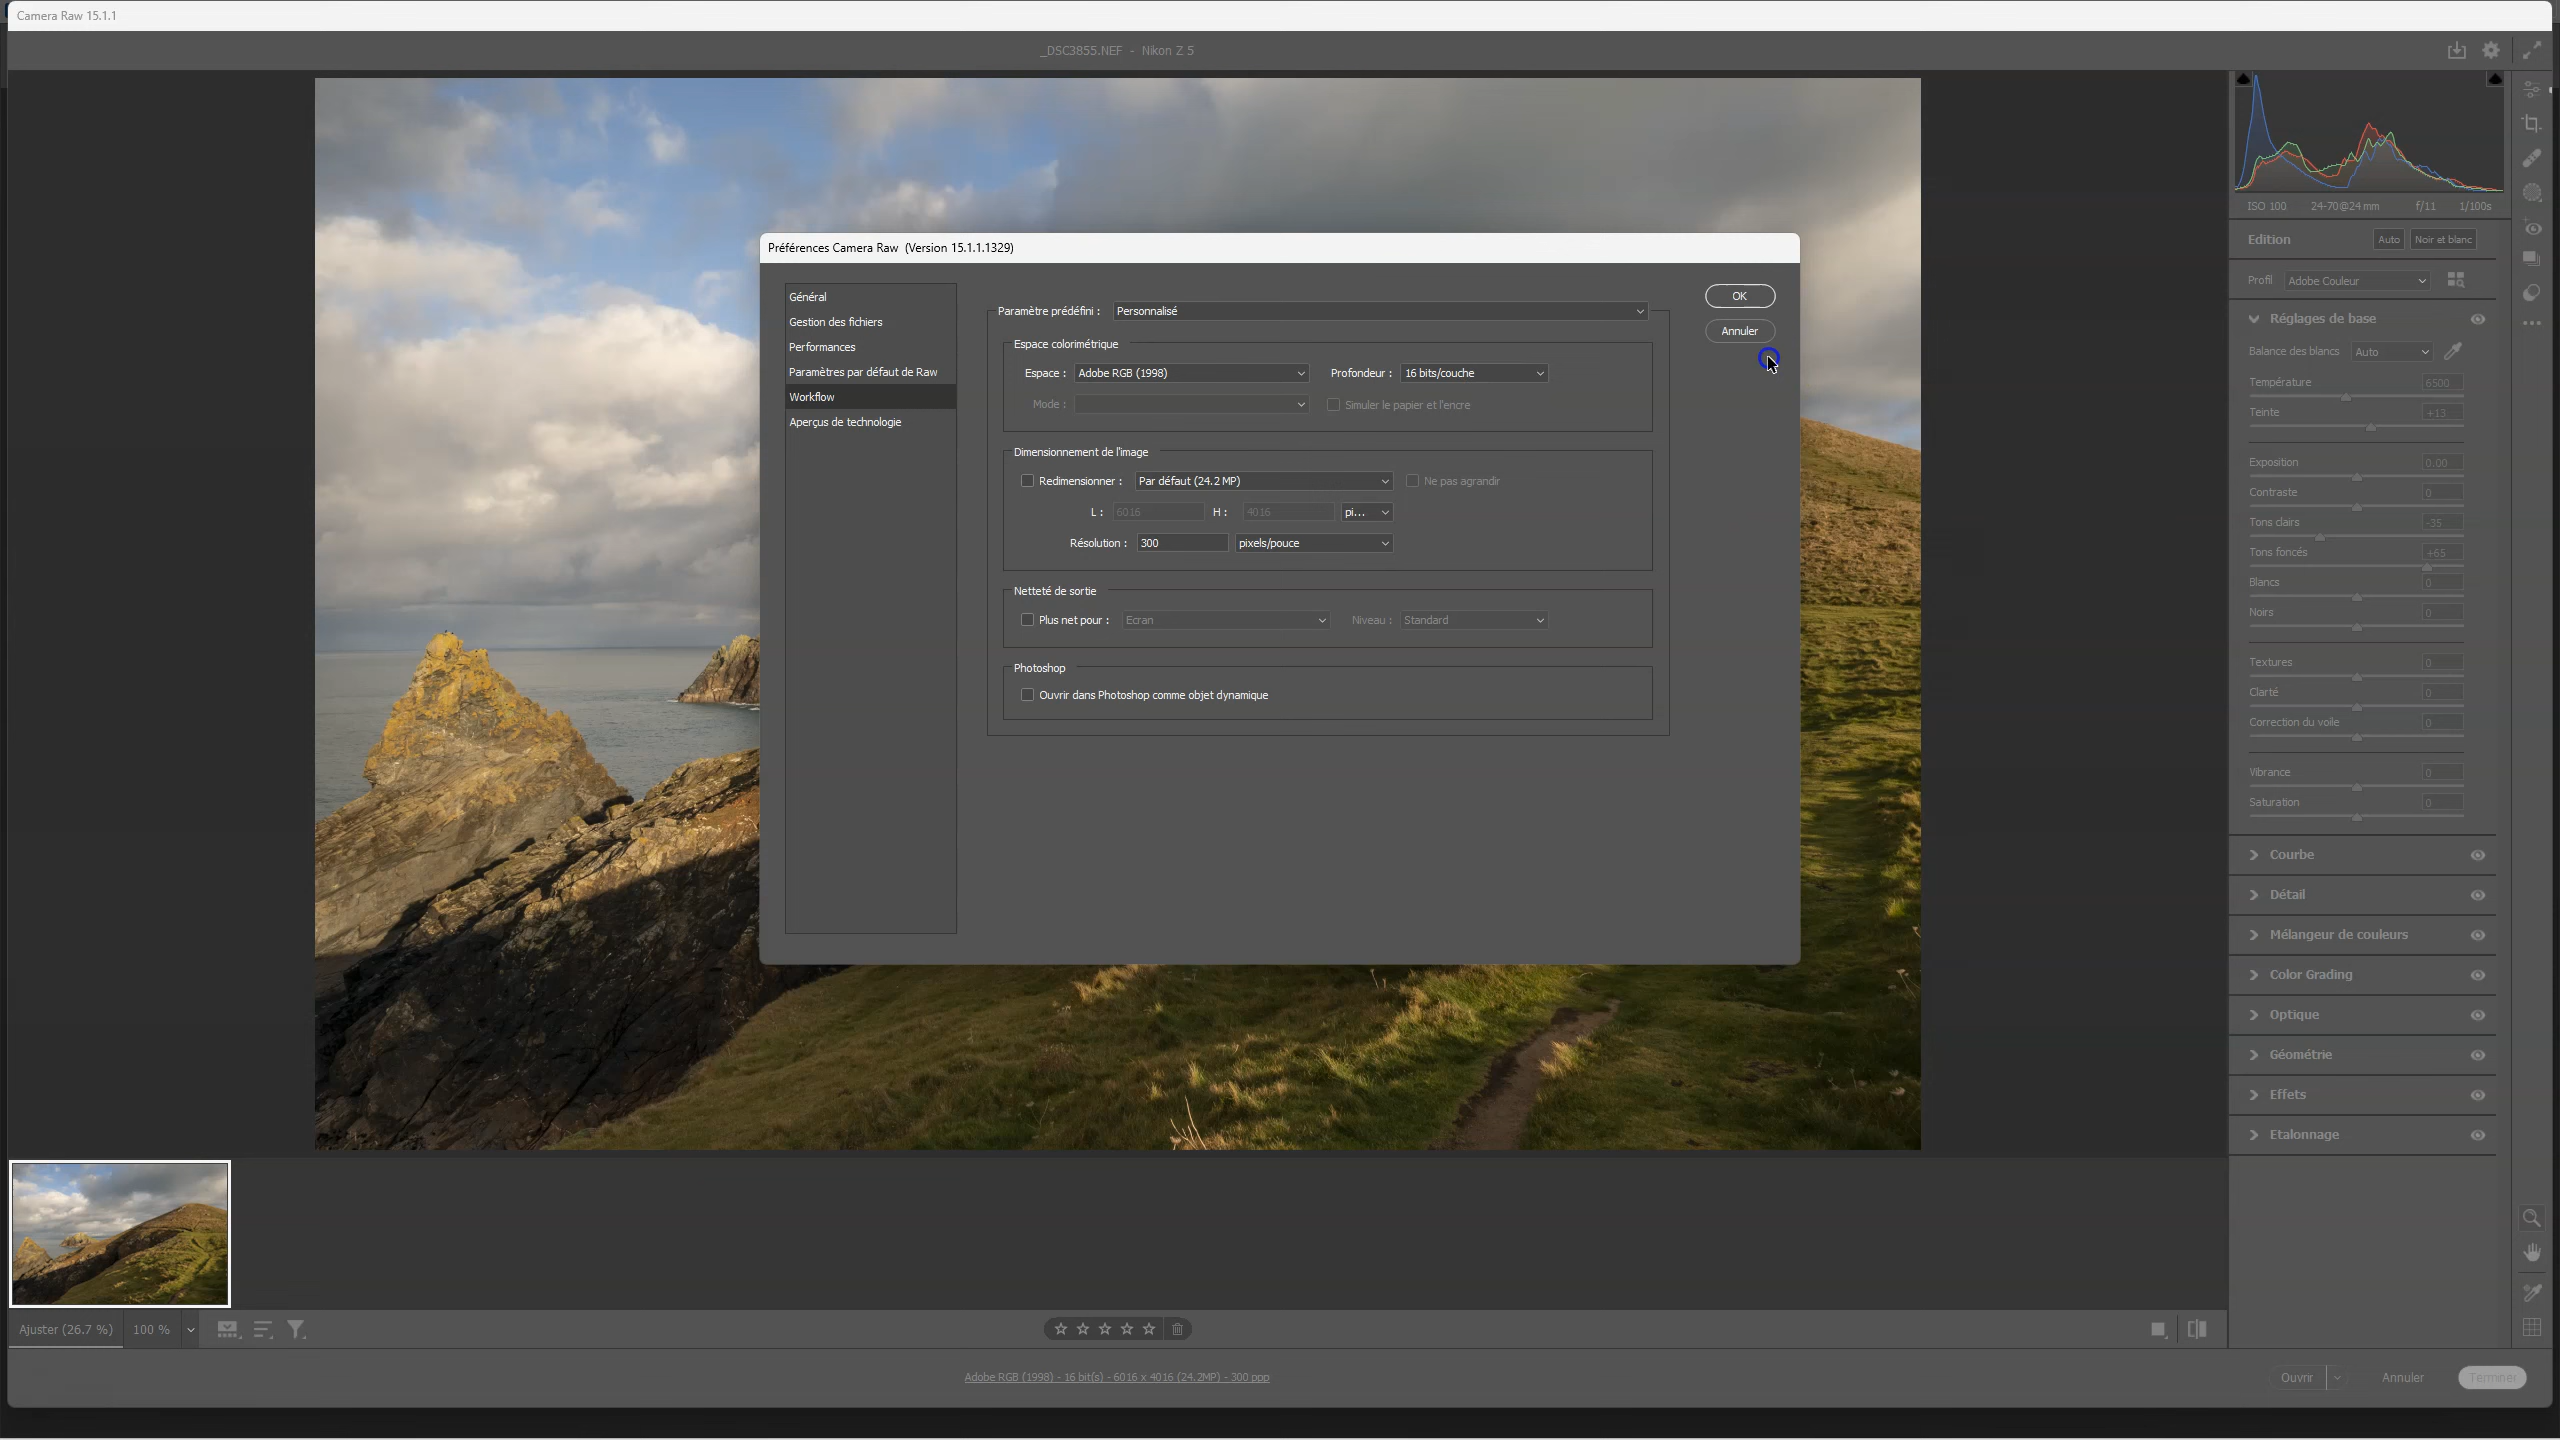 Camera Raw 15.1.1
_DSC3855.NEF - Nikon Z 5
Préférences Camera Raw (Version 15.1.1.1329)
Général
Gestion des fichiers
Performances
Paramètres par défaut de Raw
Workflow
Aperçus de technologie
Paramètre prédéfini : Personnalisé
Espace colorimétrique
Espace : Adobe RGB (1998) Profondeur : 16 bits/couche
Mode : Simuler le papier et l'encre
Dimensionnement de l'image
Redimensionner : Par défaut (24.2 MP) Ne pas agrandir
L : 6016 H : 4016 pi...
Résolution : 300 pixels/pouce
Netteté de sortie
Plus net pour : Ecran Niveau : Standard
Photoshop
Ouvrir dans Photoshop comme objet dynamique
OK
Annuler
ISO 100 24-70@24 mm f/11 1/100s
Edition Auto Noir et blanc
Profil Adobe Couleur
Réglages de base
Balance des blancs Auto
Température 6500
Teinte +13
Exposition 0.00
Contraste 0
Tons clairs -35
Tons foncés +65
Blancs 0
Noirs 0
Textures 0
Clarté 0
Correction du voile 0
Vibrance 0
Saturation 0
Courbe
Détail
Mélangeur de couleurs
Color Grading
Optique
Géométrie
Effets
Etalonnage
Ajuster (26.7 %) 100 %
Adobe RGB (1998) - 16 bit(s) - 6016 x 4016 (24.2MP) - 300 ppp
Ouvrir Annuler Terminer